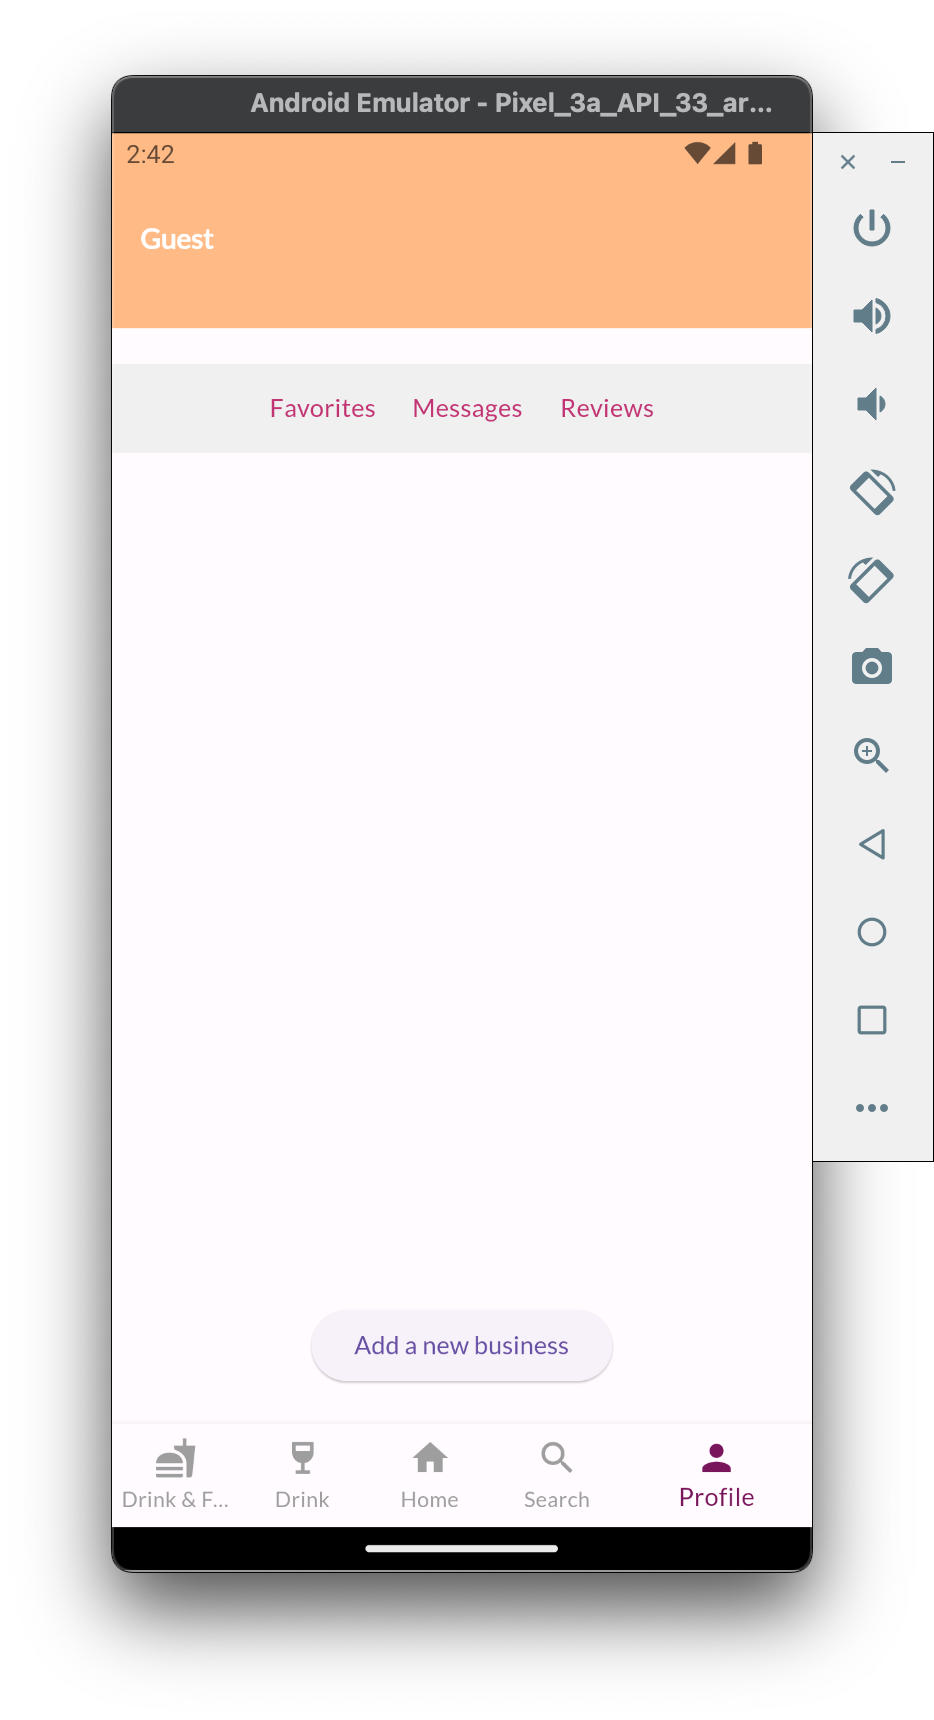 Android Emulator - Pixel_3a_API_33_ar...
2:42
Guest
Favorites Messages Reviews
Add a new business
Drink & F... Drink Home Search Profile